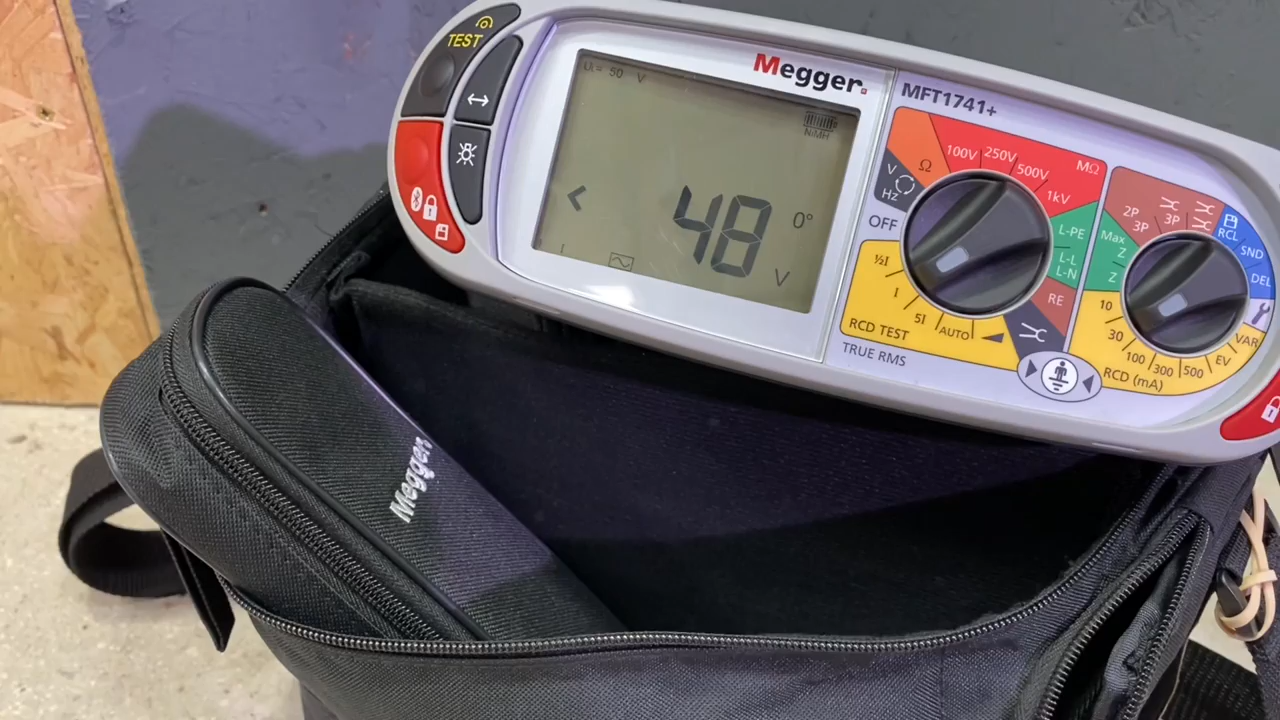 TEST
UL= 50 V
Megger.
NiMH
< 48 0° V
I
MFT1741+
Ω
100V
250V
500V
1kV
MΩ
V
Hz
OFF
L-PE
L-L
L-N
RE
½I
I
5I
AUTO
RCD TEST
TRUE RMS
2P
3P
3P
Max
Z
Z
RCL
SND
DEL
10
30
100
300
500
EV
VAR
RCD (mA)
Megger.